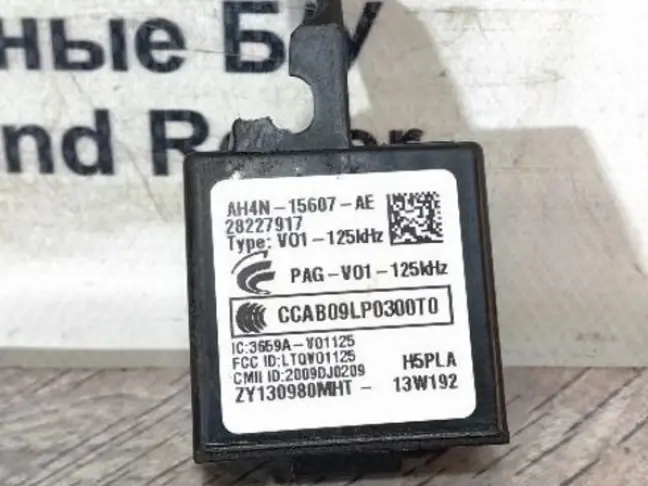 ные Б/У
nd Rover
AH4N-15607-AE
28227917
Type: V01-125kHz
PAG-V01-125kHz
CCAB09LP0300T0
IC:3659A-V01125
FCC ID:LTQV01125
CMII ID:2009DJ0209
H5PLA
ZY130980MHT - 13W192